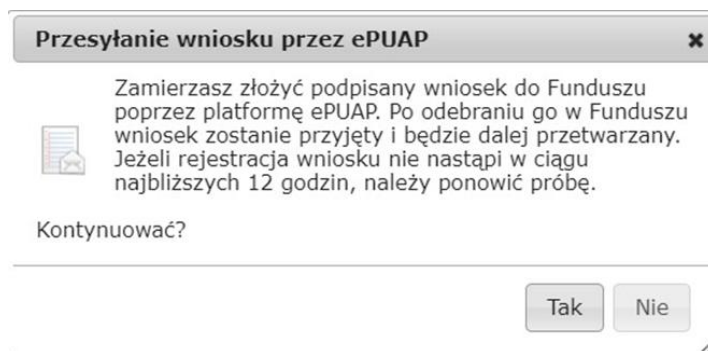 Przesyłanie wniosku przez ePUAP
Zamierzasz złożyć podpisany wniosek do Funduszu
poprzez platformę ePUAP. Po odebraniu go w Funduszu
wniosek zostanie przyjęty i będzie dalej przetwarzany.
Jeżeli rejestracja wniosku nie nastąpi w ciągu
najbliższych 12 godzin, należy ponowić próbę.
Kontynuować?
Tak Nie